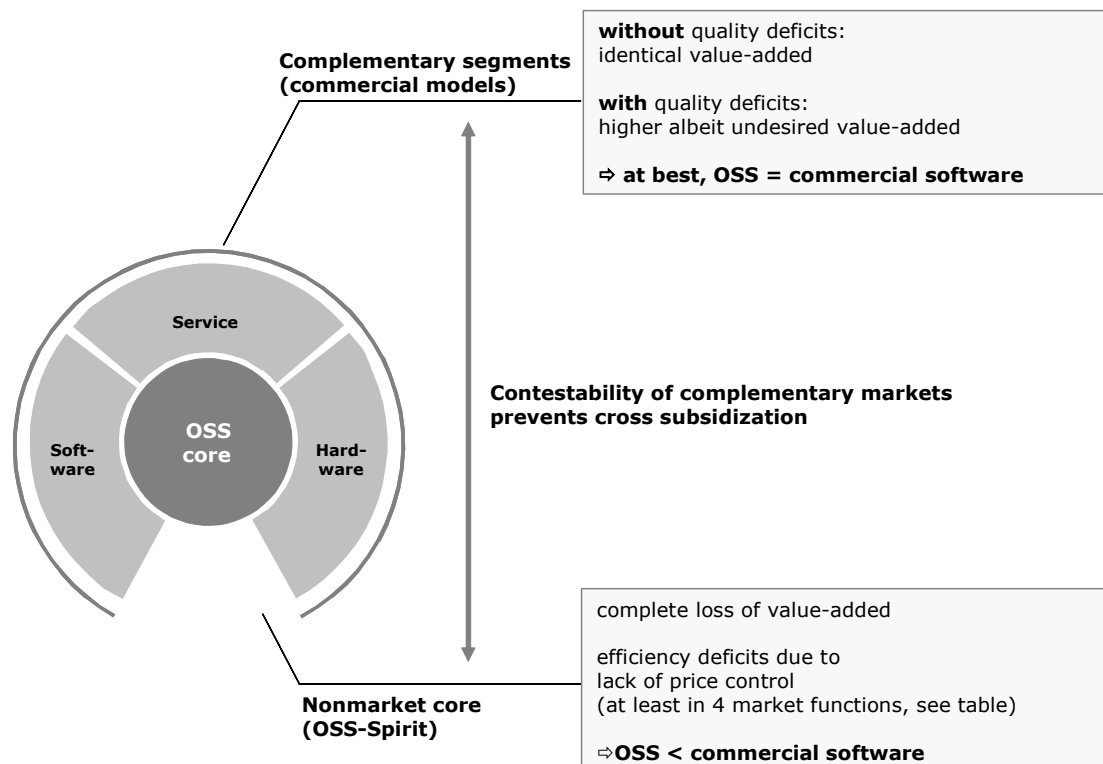 Complementary segments
(commercial models)
without quality deficits:
identical value-added
with quality deficits:
higher albeit undesired value-added
⇨ at best, OSS = commercial software
Service
Soft-
ware
OSS
core
Hard-
ware
Contestability of complementary markets
prevents cross subsidization
Nonmarket core
(OSS-Spirit)
complete loss of value-added
efficiency deficits due to
lack of price control
(at least in 4 market functions, see table)
⇨OSS < commercial software